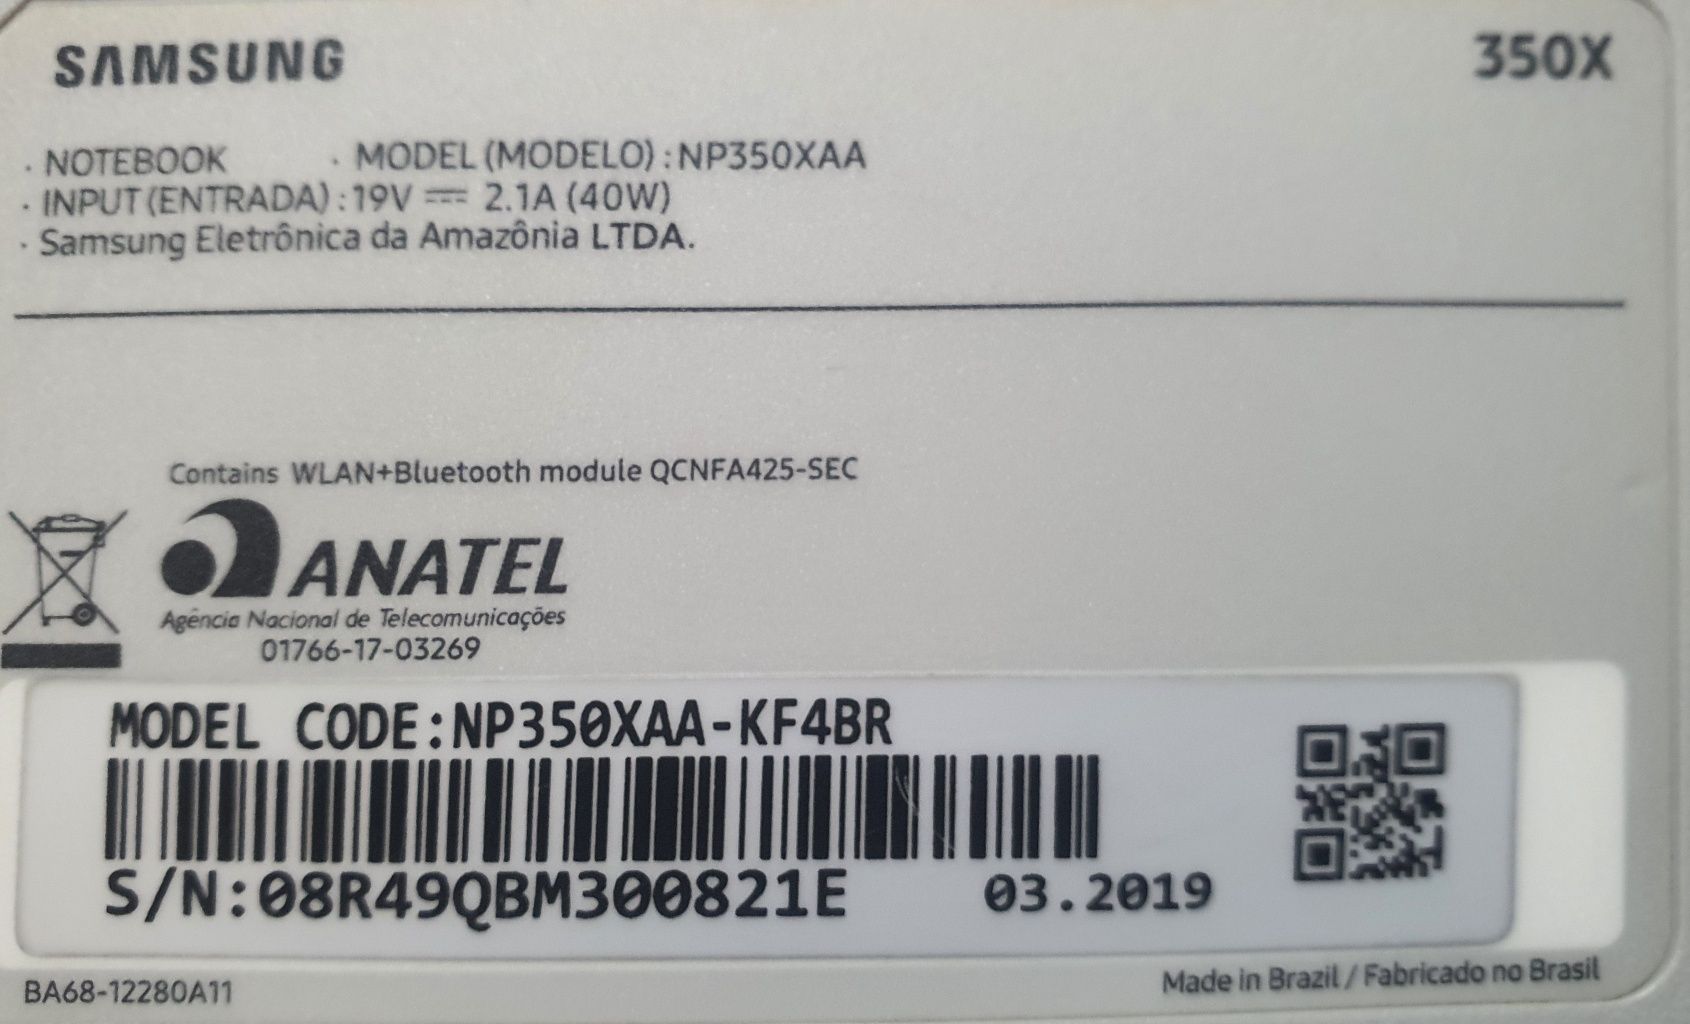 SAMSUNG 350X
· NOTEBOOK · MODEL (MODELO) : NP350XAA
· INPUT (ENTRADA) : 19V ⎓ 2.1A (40W)
· Samsung Eletrônica da Amazônia LTDA.
Contains WLAN+Bluetooth module QCNFA425-SEC
ANATEL
Agência Nacional de Telecomunicações
01766-17-03269
MODEL CODE:NP350XAA-KF4BR
S/N:08R49QBM300821E 03.2019
BA68-12280A11
Made in Brazil / Fabricado no Brasil